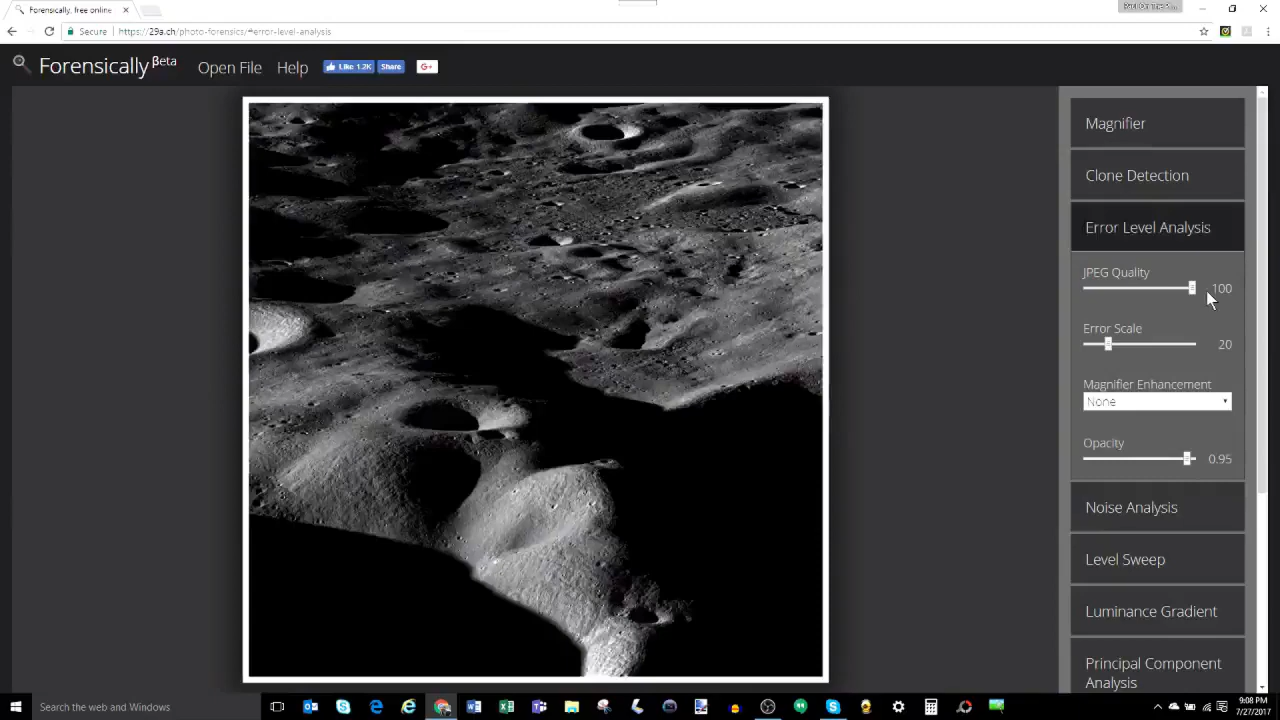 Forensically, free online
Secure
https://29a.ch/photo-forensics/#error-level-analysis
Forensically Beta
Open File
Help
Like 1.2K
Share
G+
Magnifier
Clone Detection
Error Level Analysis
JPEG Quality
100
Error Scale
20
Magnifier Enhancement
None
Opacity
0.95
Noise Analysis
Level Sweep
Luminance Gradient
Principal Component
Analysis
Search the web and Windows
9:08 PM
7/27/2017